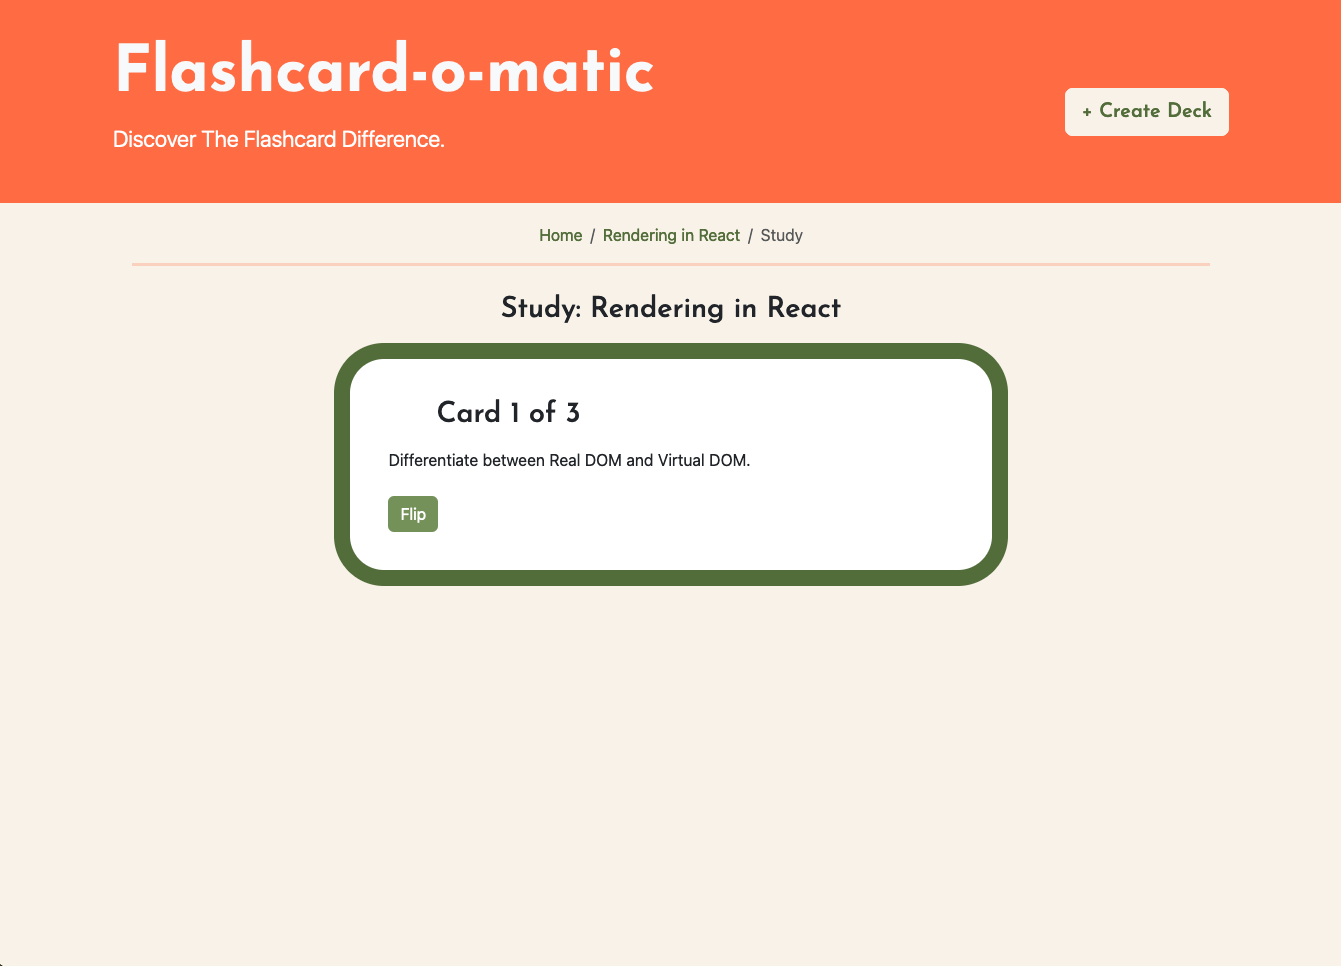 Flashcard-o-matic
Discover The Flashcard Difference.
+ Create Deck
Home / Rendering in React / Study
Study: Rendering in React
Card 1 of 3
Differentiate between Real DOM and Virtual DOM.
Flip